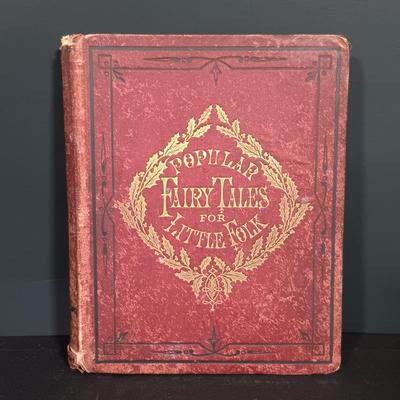 POPULAR
FAIRY TALES
FOR
LITTLE FOLK